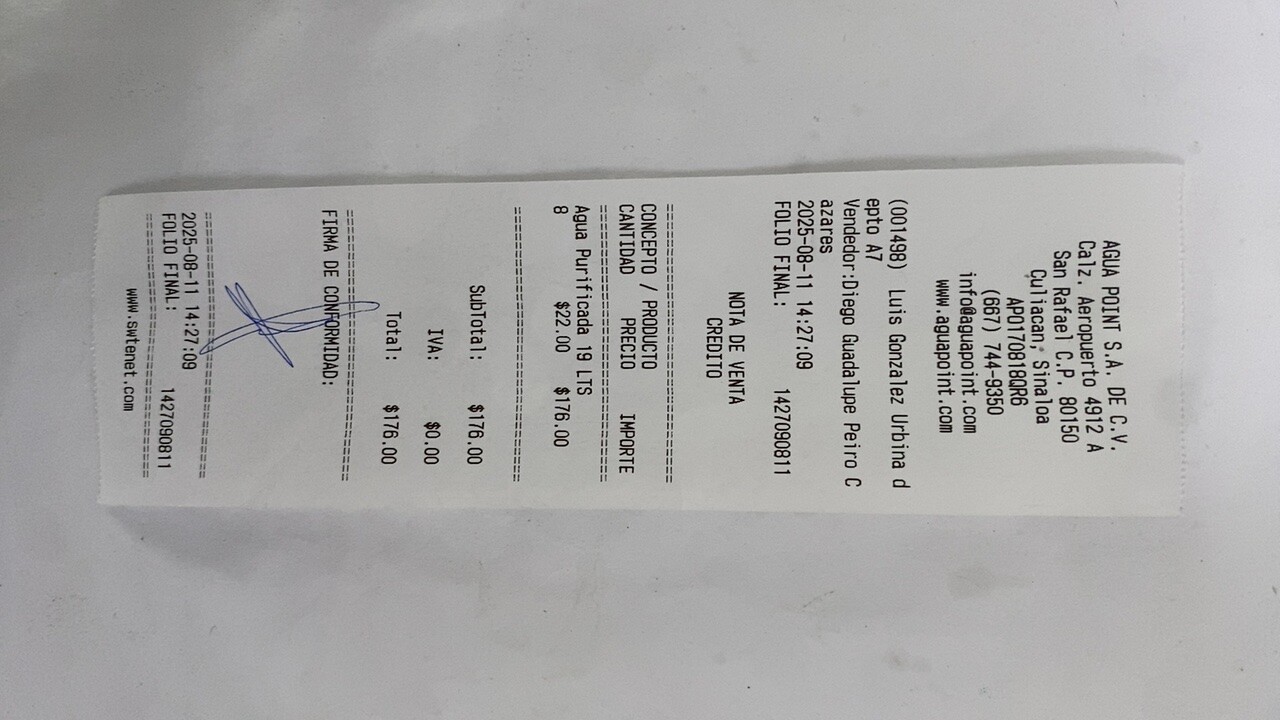 AGUA POINT S.A. DE C.V.
Calz. Aeropuerto 4912 A
San Rafael C.P. 80150
Culiacan, Sinaloa
APO170818QR6
(667) 744-9350
info@aguapoint.com
www.aguapoint.com
(001498) Luis Gonzalez Urbina d
epto A7
Vendedor:Diego Guadalupe Peiro C
azares
2025-08-11 14:27:09
FOLIO FINAL: 1427090811
NOTA DE VENTA
CREDITO
================================
CONCEPTO / PRODUCTO
CANTIDAD PRECIO IMPORTE
================================
Agua Purificada 19 LTS
8 $22.00 $176.00
================================
SubTotal: $176.00
IVA: $0.00
Total: $176.00
================================
FIRMA DE CONFORMIDAD:
================================
2025-08-11 14:27:09
FOLIO FINAL: 1427090811
================================
www.swtenet.com